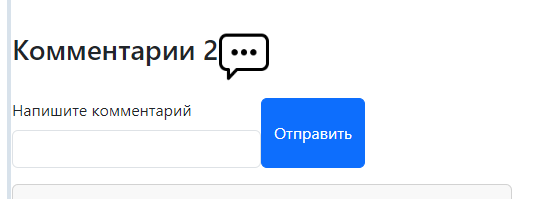 Комментарии 2
Напишите комментарий
Отправить